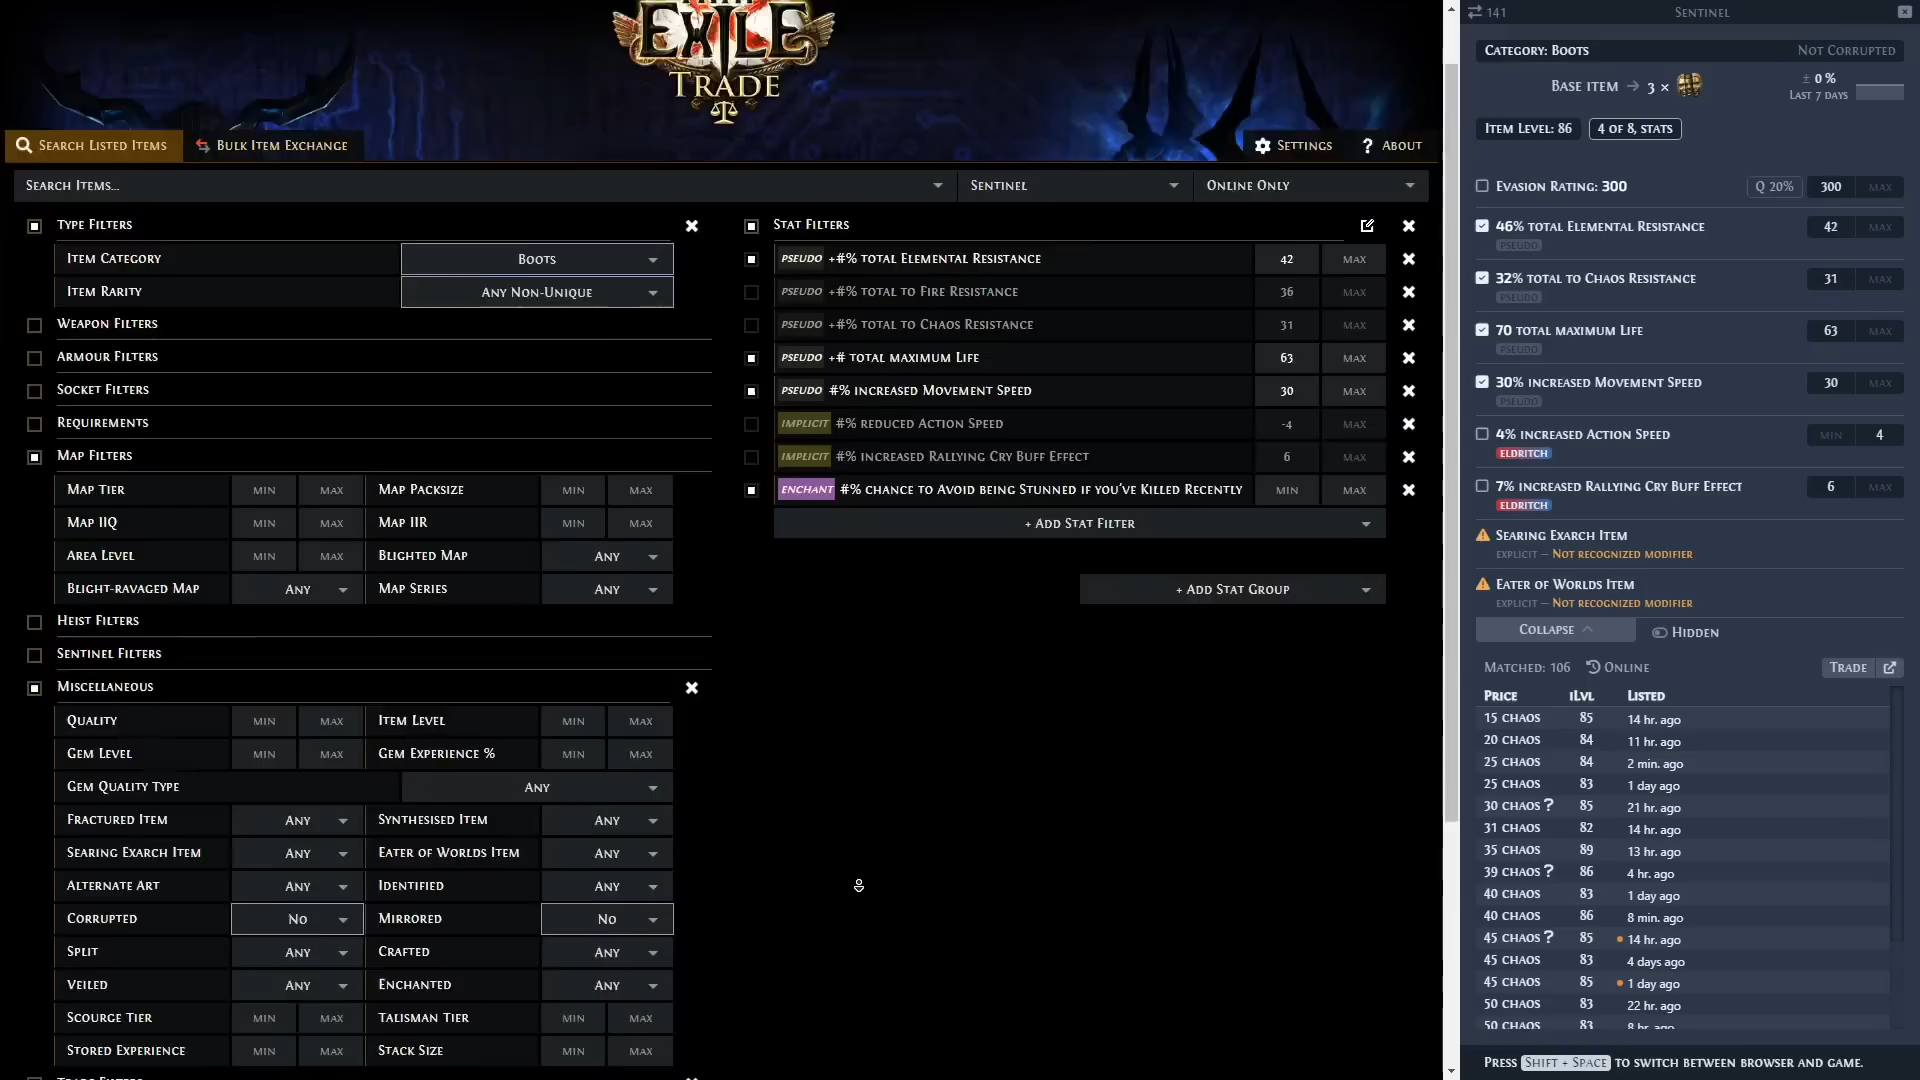 EXILE
TRADE
Search Listed Items
Bulk Item Exchange
Settings
? About
Search Items...
Sentinel
Online Only
Type Filters
Item Category Boots
Item Rarity Any Non-Unique
Weapon Filters
Armour Filters
Socket Filters
Requirements
Map Filters
Map Tier MIN MAX Map Packsize MIN MAX
Map IIQ MIN MAX Map IIR MIN MAX
Area Level MIN MAX Blighted Map Any
Blight-ravaged Map Any Map Series Any
Heist Filters
Sentinel Filters
Miscellaneous
Quality MIN MAX Item Level MIN MAX
Gem Level MIN MAX Gem Experience % MIN MAX
Gem Quality Type Any
Fractured Item Any Synthesised Item Any
Searing Exarch Item Any Eater of Worlds Item Any
Alternate Art Any Identified Any
Corrupted No Mirrored No
Split Any Crafted Any
Veiled Any Enchanted Any
Scourge Tier MIN MAX Talisman Tier MIN MAX
Stored Experience MIN MAX Stack Size MIN MAX
Stat Filters
PSEUDO +#% total Elemental Resistance 42 MAX
PSEUDO +#% total to Fire Resistance 36 MAX
PSEUDO +#% total to Chaos Resistance 31 MAX
PSEUDO +# total maximum Life 63 MAX
PSEUDO #% increased Movement Speed 30 MAX
IMPLICIT #% reduced Action Speed -4 MAX
IMPLICIT #% increased Rallying Cry Buff Effect 6 MAX
ENCHANT #% chance to Avoid being Stunned if you've Killed Recently MIN MAX
+ Add Stat Filter
+ Add Stat Group
141 Sentinel
Category: Boots Not Corrupted
Base item → 3 ×
± 0 %
Last 7 days
Item Level: 86 4 of 8, stats
Evasion Rating: 300 Q 20% 300 MAX
46% total Elemental Resistance 42
PSEUDO
32% total to Chaos Resistance 31 MAX
PSEUDO
70 total maximum Life 63 MAX
PSEUDO
30% increased Movement Speed 30 MAX
PSEUDO
4% increased Action Speed MIN 4
ELDRITCH
7% increased Rallying Cry Buff Effect 6 MAX
ELDRITCH
Searing Exarch Item
explicit — Not recognized modifier
Eater of Worlds Item
explicit — Not recognized modifier
Collapse Hidden
Matched: 106 Online Trade
Price iLvl Listed
15 chaos 85 14 hr. ago
20 chaos 84 11 hr. ago
25 chaos 84 2 min. ago
25 chaos 83 1 day ago
30 chaos ? 85 21 hr. ago
31 chaos 82 14 hr. ago
35 chaos 89 13 hr. ago
39 chaos ? 86 4 hr. ago
40 chaos 83 1 day ago
40 chaos 86 8 min. ago
45 chaos ? 85 14 hr. ago
45 chaos 83 4 days ago
45 chaos 85 1 day ago
50 chaos 83 22 hr. ago
50 chaos 83 8 hr. ago
Press Shift + Space to switch between browser and game.